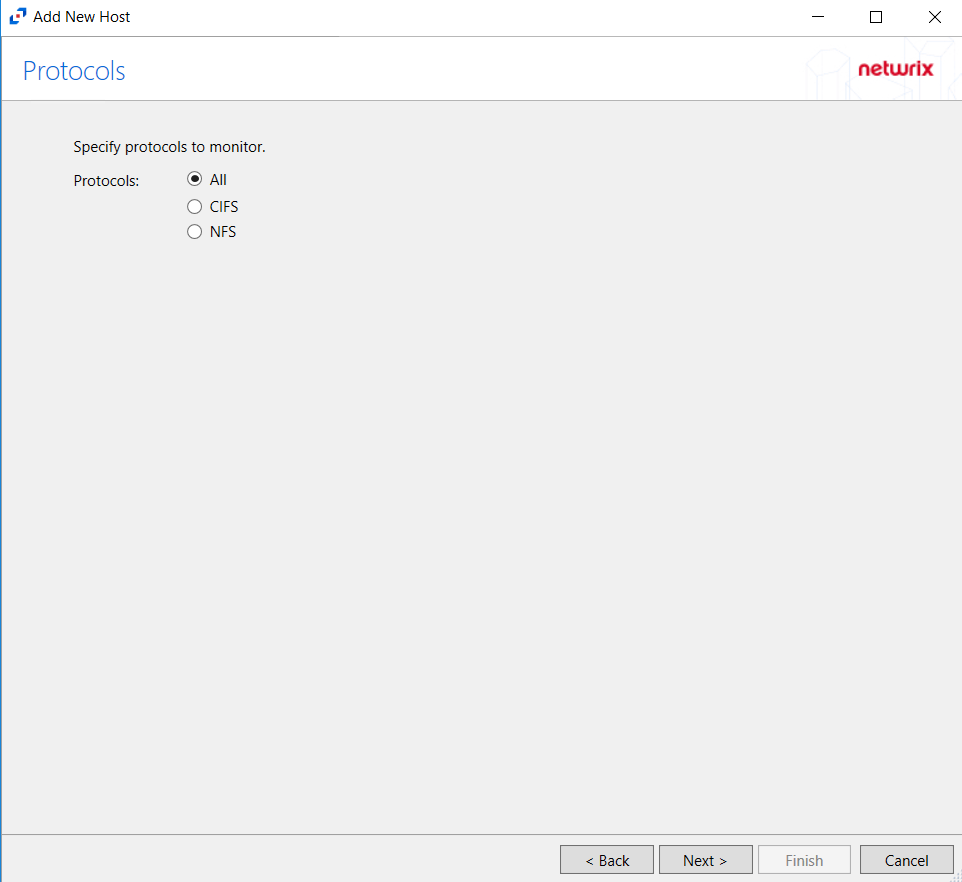 Add New Host
Protocols
netwrix
Specify protocols to monitor.
Protocols:
All
CIFS
NFS
< Back
Next >
Finish
Cancel